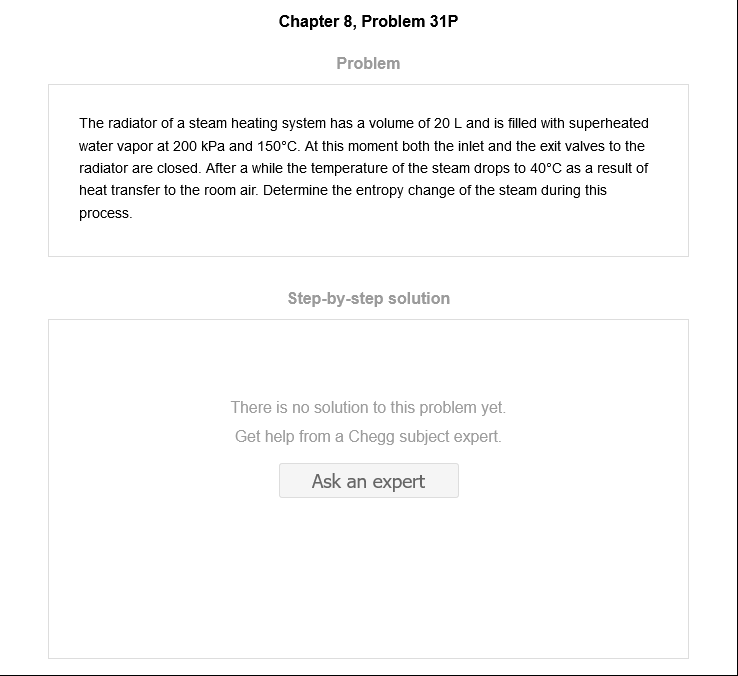 Chapter 8, Problem 31P
Problem
The radiator of a steam heating system has a volume of 20 L and is filled with superheated
water vapor at 200 kPa and 150°C. At this moment both the inlet and the exit valves to the
radiator are closed. After a while the temperature of the steam drops to 40°C as a result of
heat transfer to the room air. Determine the entropy change of the steam during this
process.
Step-by-step solution
There is no solution to this problem yet.
Get help from a Chegg subject expert.
Ask an expert